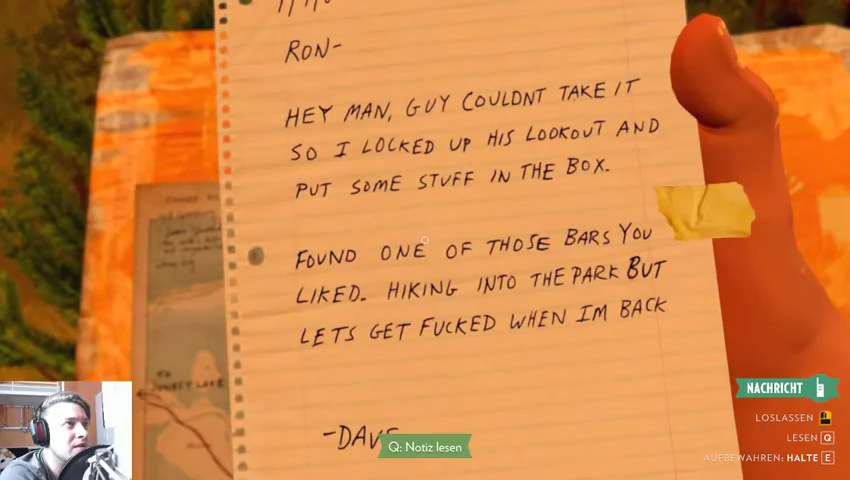 RON-
HEY MAN, GUY COULDNT TAKE IT
SO I LOCKED UP HIS LOOKOUT AND
PUT SOME STUFF IN THE BOX.
FOUND ONE OF THOSE BARS YOU
LIKED. HIKING INTO THE PARK BUT
LETS GET FUCKED WHEN IM BACK
-DAVE
Q: Notiz lesen
TO
NACHRICHT
LOSLASSEN
LESEN Q
AUFBEWAHREN: HALTE E